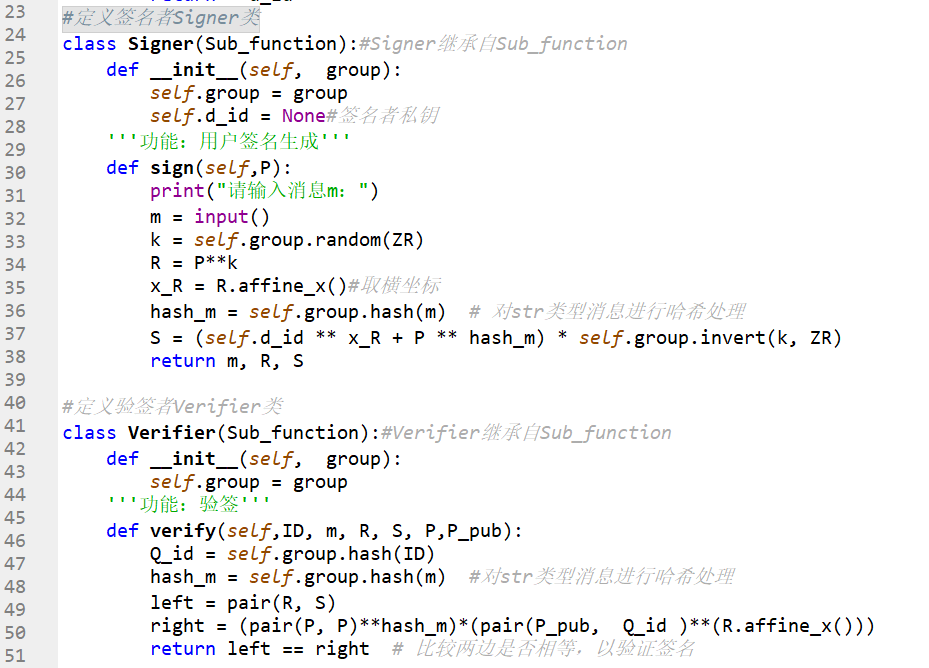 23
24 #定义签名者Signer类
25 class Signer(Sub_function):#Signer继承自Sub_function
26     def __init__(self,  group):
27         self.group = group
28         self.d_id = None#签名者私钥
29     '''功能：用户签名生成'''
30     def sign(self,P):
31         print("请输入消息m：")
32         m = input()
33         k = self.group.random(ZR)
34         R = P**k
35         x_R = R.affine_x()#取横坐标
36         hash_m = self.group.hash(m)  # 对str类型消息进行哈希处理
37         S = (self.d_id ** x_R + P ** hash_m) * self.group.invert(k, ZR)
38         return m, R, S
39
40 #定义验签者Verifier类
41 class Verifier(Sub_function):#Verifier继承自Sub_function
42     def __init__(self,  group):
43         self.group = group
44     '''功能：验签'''
45     def verify(self,ID, m, R, S, P,P_pub):
46         Q_id = self.group.hash(ID)
47         hash_m = self.group.hash(m)  #对str类型消息进行哈希处理
48         left = pair(R, S)
49         right = (pair(P, P)**hash_m)*(pair(P_pub,  Q_id )**(R.affine_x()))
50         return left == right  # 比较两边是否相等，以验证签名
51